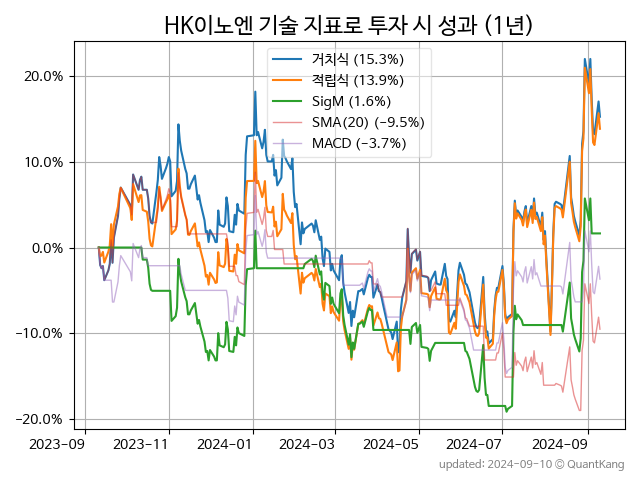 HK이노엔 기술 지표로 투자 시 성과 (1년)
거치식 (15.3%)
적립식 (13.9%)
SigM (1.6%)
SMA(20) (−9.5%)
MACD (−3.7%)
20.0%
10.0%
0.0%
−10.0%
−20.0%
2023-09 2023-11 2024-01 2024-03 2024-05 2024-07 2024-09
updated: 2024-09-10 © QuantKang